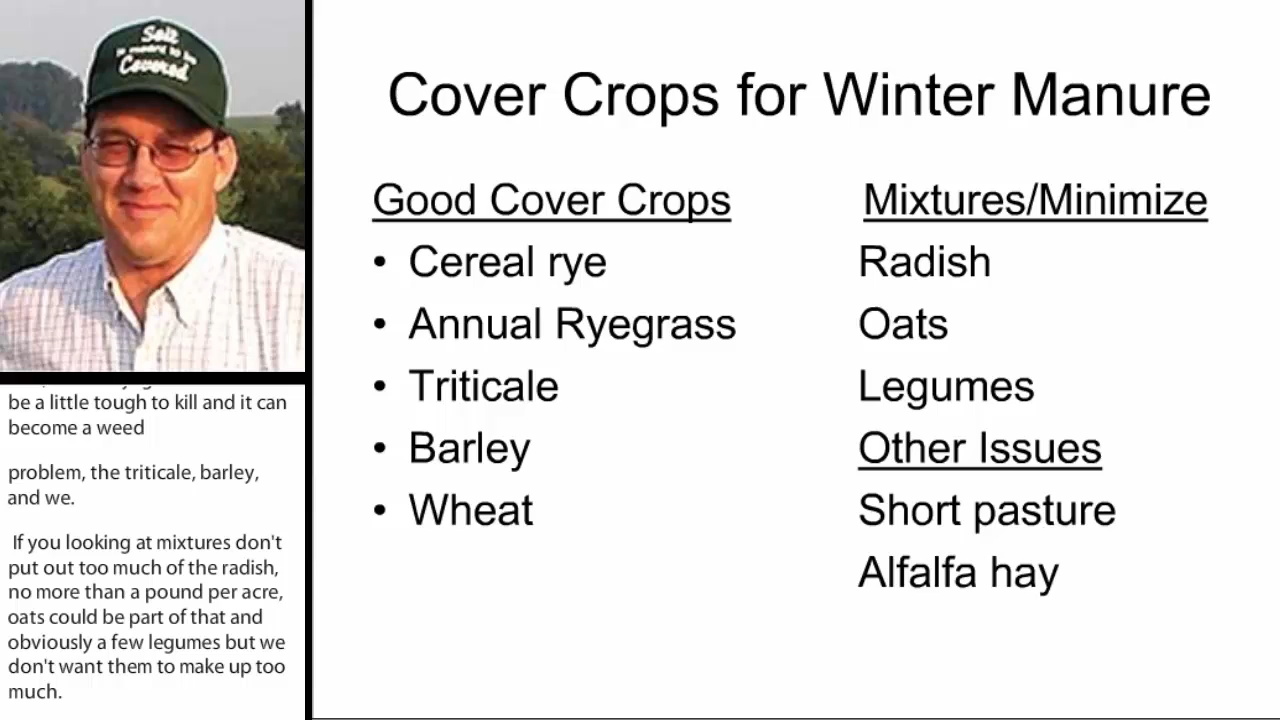 Soil
is meant to be
Covered
be a little tough to kill and it can
become a weed
problem, the triticale, barley,
and we.
If you looking at mixtures don't
put out too much of the radish,
no more than a pound per acre,
oats could be part of that and
obviously a few legumes but we
don't want them to make up too
much.
Cover Crops for Winter Manure
Good Cover Crops
• Cereal rye
• Annual Ryegrass
• Triticale
• Barley
• Wheat
Mixtures/Minimize
Radish
Oats
Legumes
Other Issues
Short pasture
Alfalfa hay